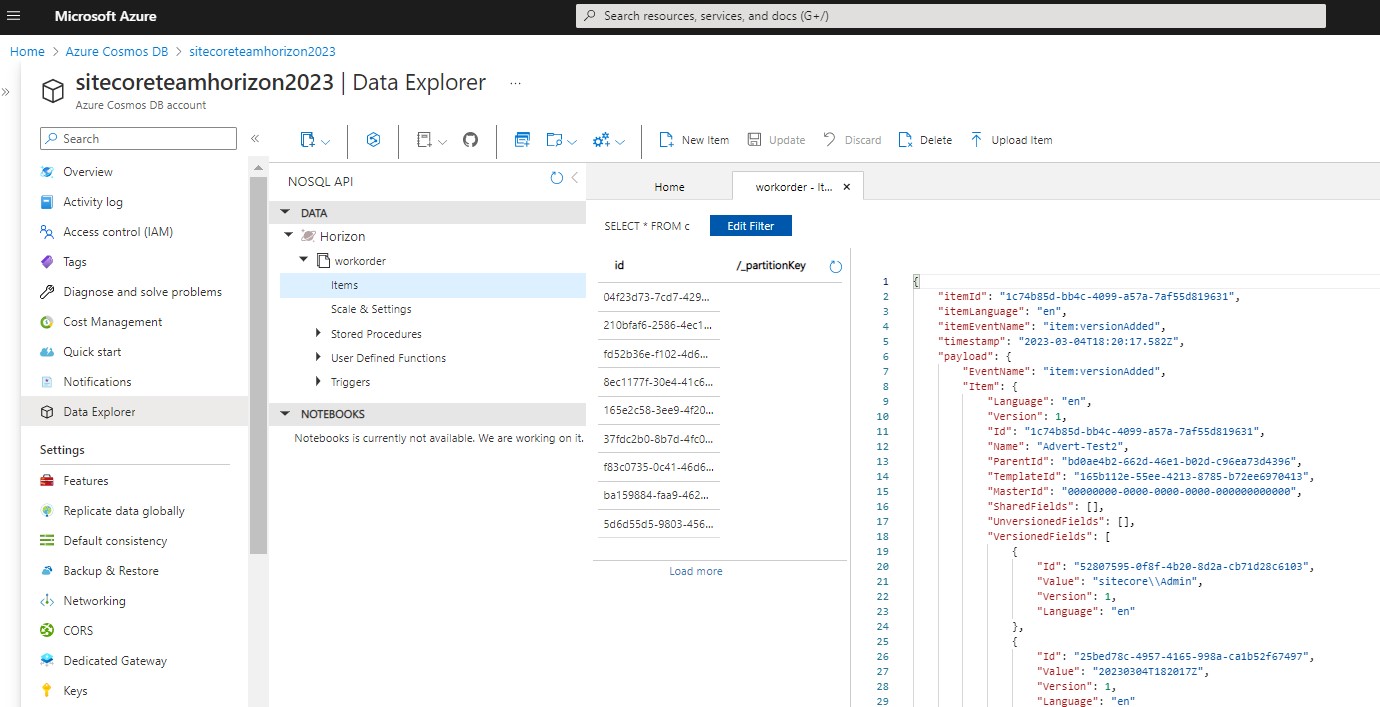 Microsoft Azure
Search resources, services, and docs (G+/)
Home > Azure Cosmos DB > sitecoreteamhorizon2023
sitecoreteamhorizon2023 | Data Explorer ...
Azure Cosmos DB account
Search
Overview
Activity log
Access control (IAM)
Tags
Diagnose and solve problems
Cost Management
Quick start
Notifications
Data Explorer
Settings
Features
Replicate data globally
Default consistency
Backup & Restore
Networking
CORS
Dedicated Gateway
Keys
New Item
Update
Discard
Delete
Upload Item
NOSQL API
DATA
Horizon
workorder
Items
Scale & Settings
Stored Procedures
User Defined Functions
Triggers
NOTEBOOKS
Notebooks is currently not available. We are working on it.
Home
workorder - It...
SELECT * FROM c
Edit Filter
id /_partitionKey
04f23d73-7cd7-429...
210bfaf6-2586-4ec1...
fd52b36e-f102-4d6...
8ec1177f-30e4-41c6...
165e2c58-3ee9-4f20...
37fdc2b0-8b7d-4fc0...
f83c0735-0c41-46d6...
ba159884-faa9-462...
5d6d55d5-9803-456...
Load more
1 {
2 "itemId": "1c74b85d-bb4c-4099-a57a-7af55d819631",
3 "itemLanguage": "en",
4 "itemEventName": "item:versionAdded",
5 "timestamp": "2023-03-04T18:20:17.582Z",
6 "payload": {
7 "EventName": "item:versionAdded",
8 "Item": {
9 "Language": "en",
10 "Version": 1,
11 "Id": "1c74b85d-bb4c-4099-a57a-7af55d819631",
12 "Name": "Advert-Test2",
13 "ParentId": "bd0ae4b2-662d-46e1-b02d-c96ea73d4396",
14 "TemplateId": "165b112e-55ee-4213-8785-b72ee6970413",
15 "MasterId": "00000000-0000-0000-0000-000000000000",
16 "SharedFields": [],
17 "UnversionedFields": [],
18 "VersionedFields": [
19 {
20 "Id": "52807595-0f8f-4b20-8d2a-cb71d28c6103",
21 "Value": "sitecore\\Admin",
22 "Version": 1,
23 "Language": "en"
24 },
25 {
26 "Id": "25bed78c-4957-4165-998a-ca1b52f67497",
27 "Value": "20230304T182017Z",
28 "Version": 1,
29 "Language": "en"